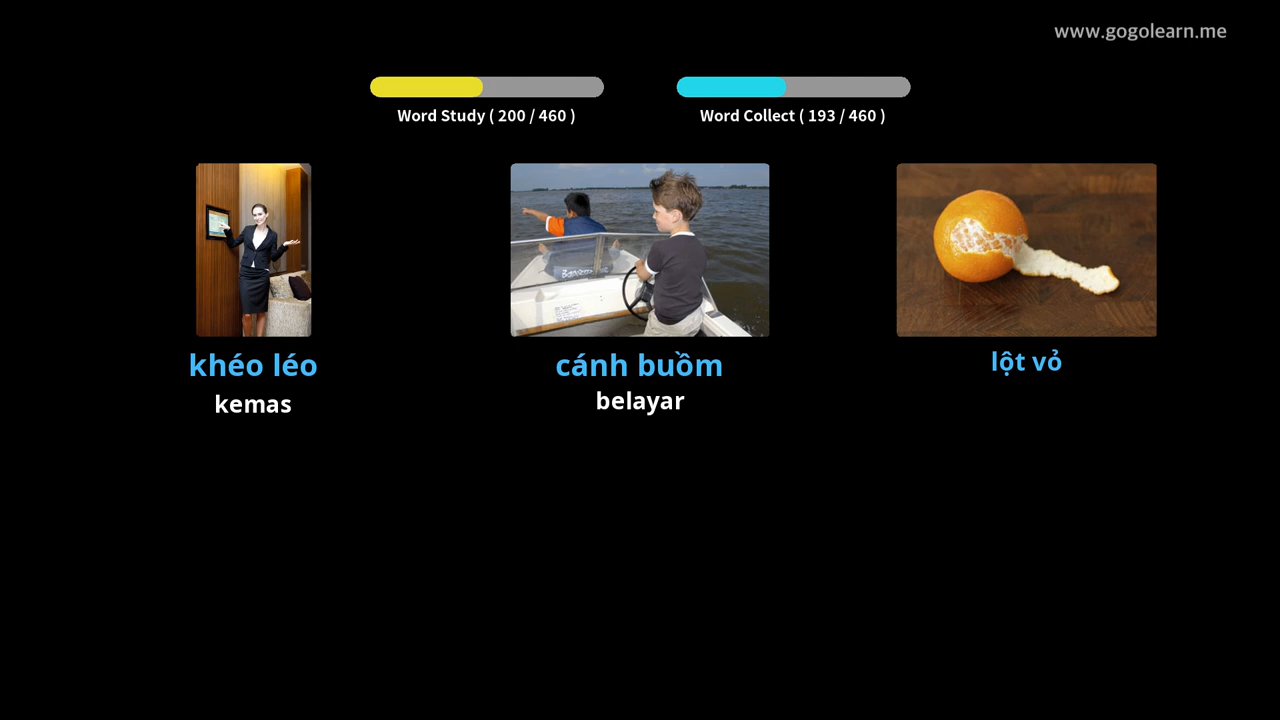 www.gogolearn.me
Word Study ( 200 / 460 )
Word Collect ( 193 / 460 )
khéo léo
cánh buồm
lột vỏ
kemas
belayar